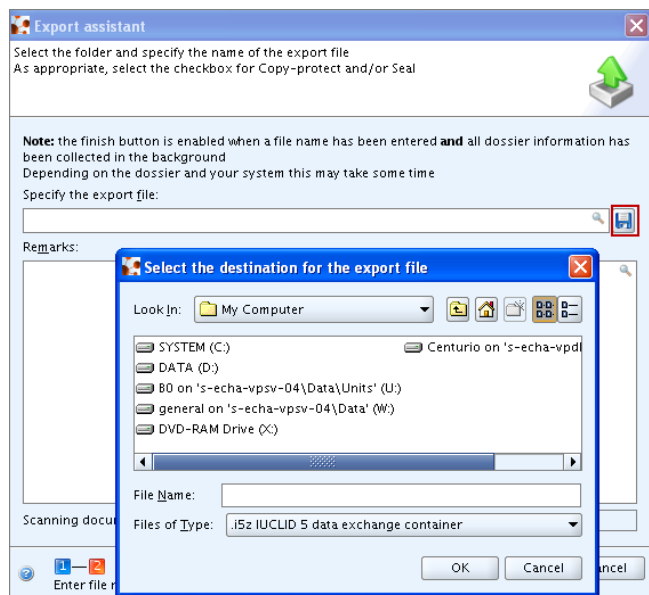 Export assistant
Select the folder and specify the name of the export file
As appropriate, select the checkbox for Copy-protect and/or Seal
Note: the finish button is enabled when a file name has been entered and all dossier information has
been collected in the background
Depending on the dossier and your system this may take some time
Specify the export file:
Remarks:
Select the destination for the export file
Look In: My Computer
SYSTEM (C:)
Centurio on 's-echa-vpdl
DATA (D:)
B0 on 's-echa-vpsv-04\Data\Units' (U:)
general on 's-echa-vpsv-04\Data' (W:)
DVD-RAM Drive (X:)
File Name:
Files of Type: .i5z IUCLID 5 data exchange container
OK Cancel
Scanning docu
1 2
Enter file
ncel